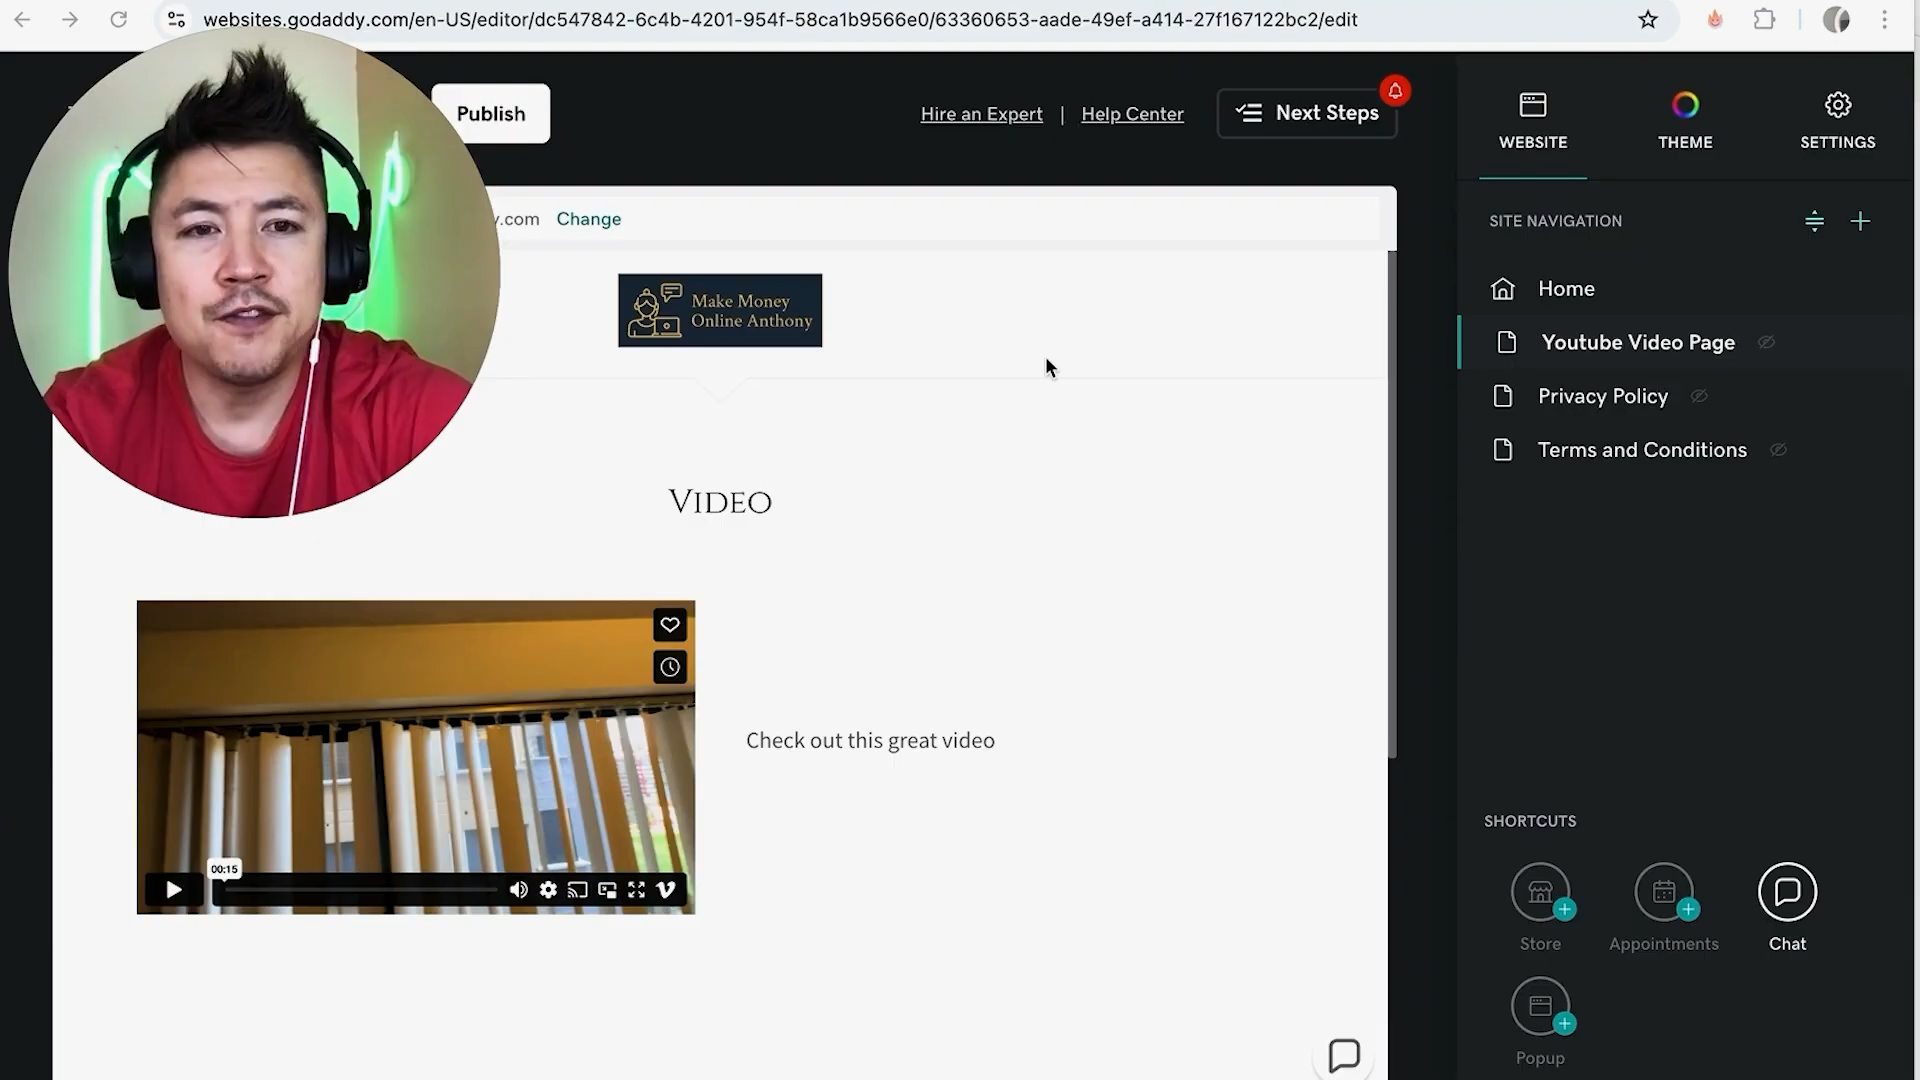 websites.godaddy.com/en-US/editor/dc547842-6c4b-4201-954f-58ca1b9566e0/63360653-aade-49ef-a414-27f167122bc2/edit
Publish
Hire an Expert | Help Center
Next Steps
WEBSITE
THEME
SETTINGS
.com Change
SITE NAVIGATION
Make Money
Online Anthony
Home
Youtube Video Page
Privacy Policy
Terms and Conditions
VIDEO
Check out this great video
00:15
SHORTCUTS
Store
Appointments
Chat
Popup